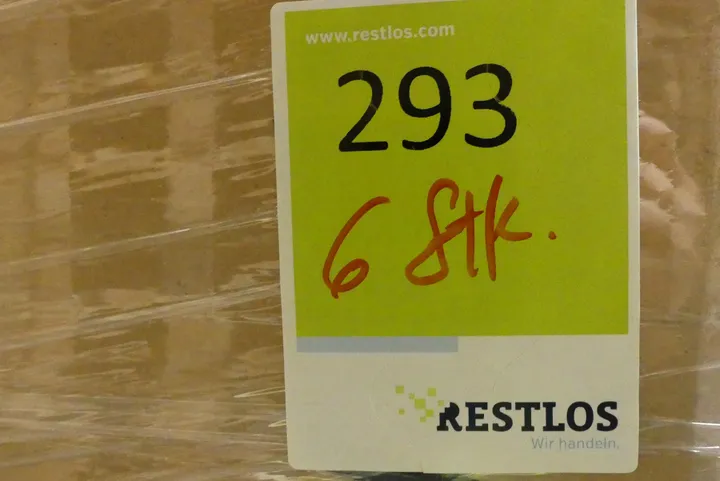 www.restlos.com
293
6 Stk.
RESTLOS
Wir handeln.